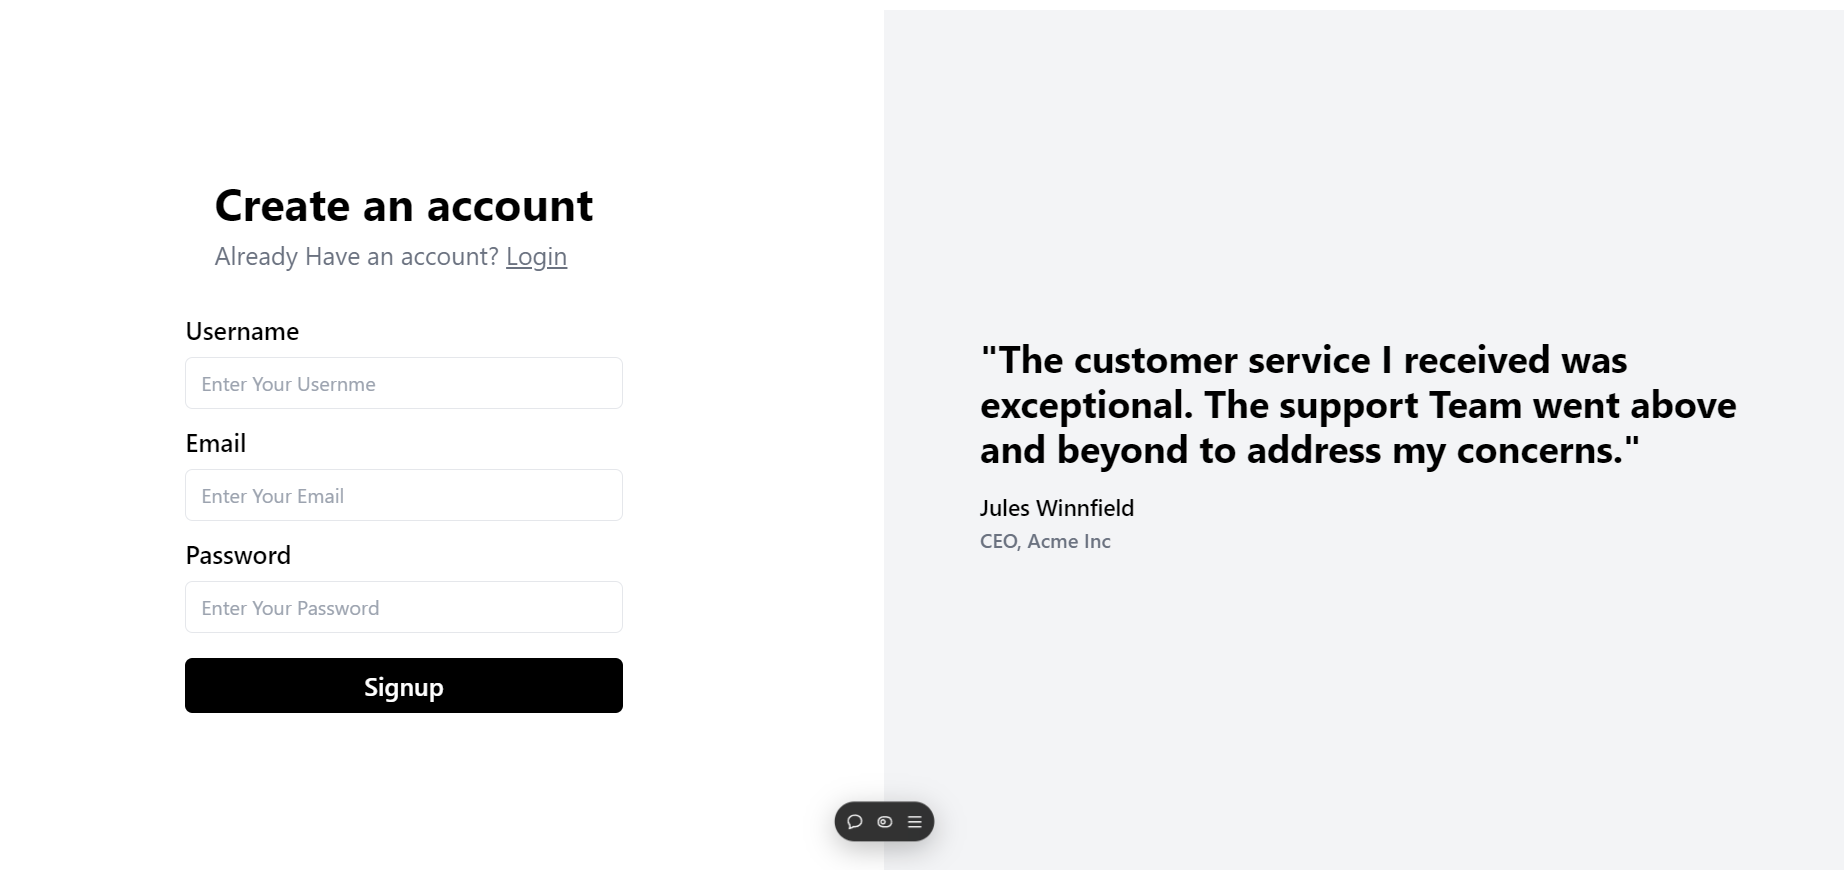 Create an account
Already Have an account? Login
Username
Enter Your Usernme
Email
Enter Your Email
Password
Enter Your Password
Signup
"The customer service I received was
exceptional. The support Team went above
and beyond to address my concerns."
Jules Winnfield
CEO, Acme Inc